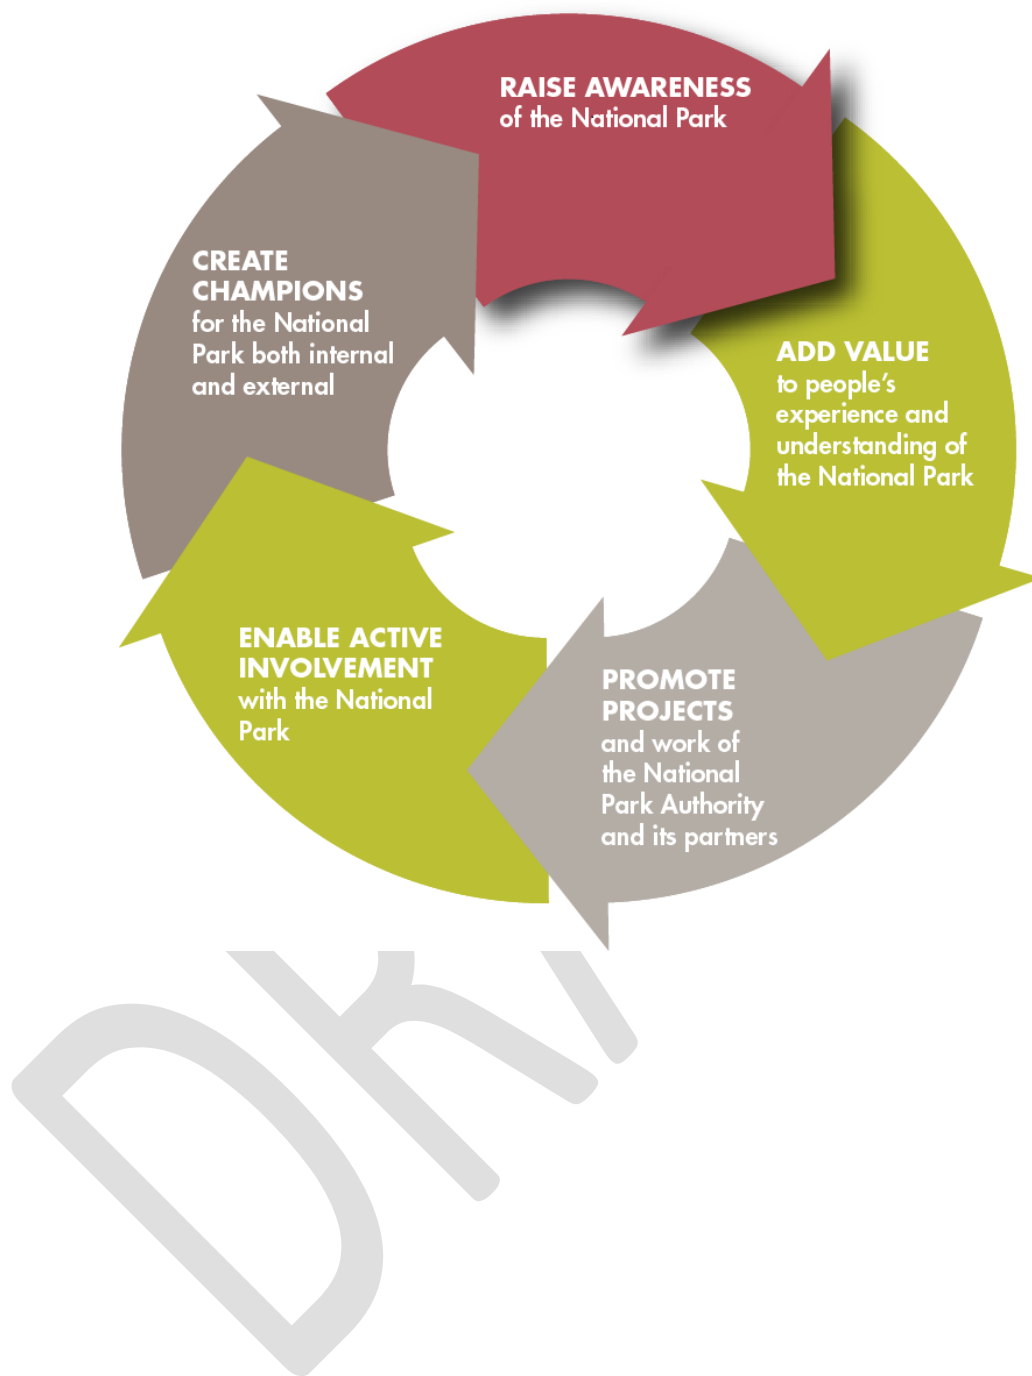 RAISE AWARENESS
of the National Park
ADD VALUE
to people’s
experience and
understanding of
the National Park
PROMOTE
PROJECTS
and work of
the National
Park Authority
and its partners
ENABLE ACTIVE
INVOLVEMENT
with the National
Park
CREATE
CHAMPIONS
for the National
Park both internal
and external